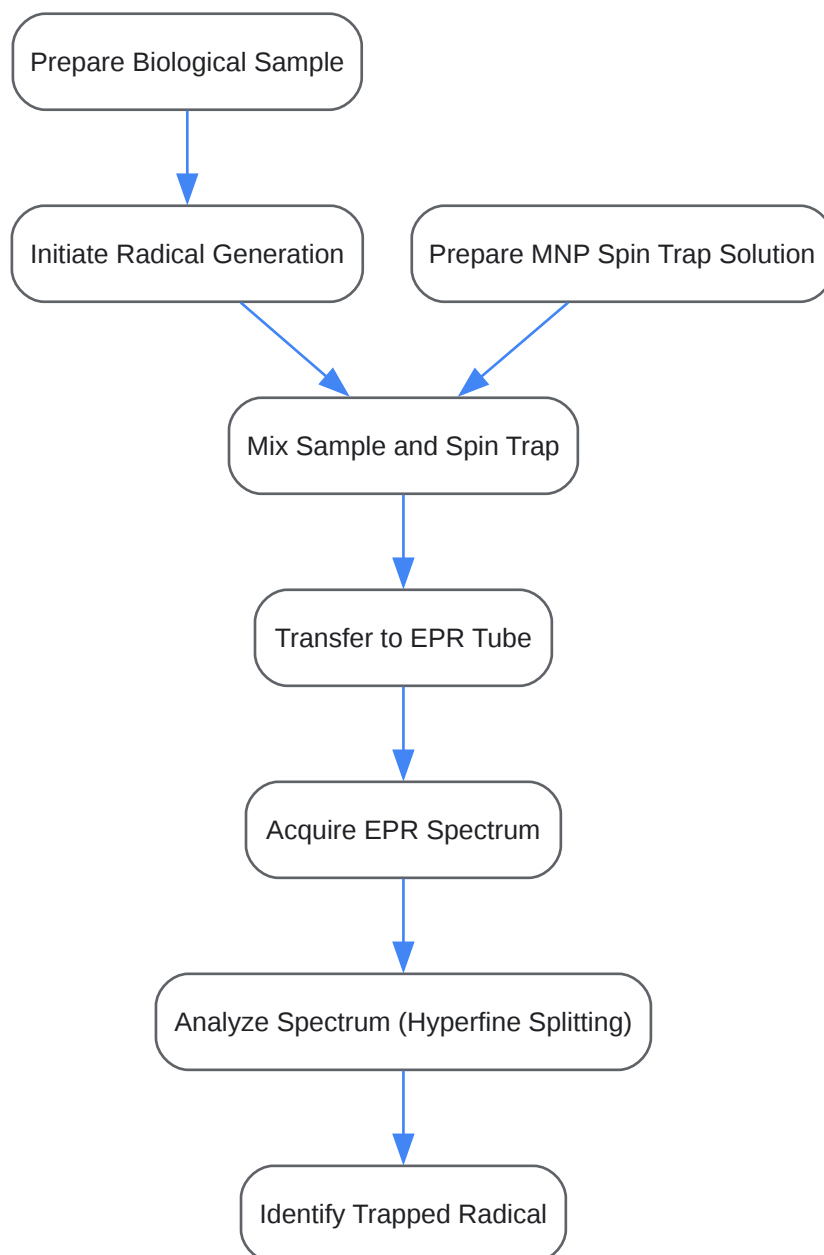 Prepare Biological Sample
Initiate Radical Generation
Prepare MNP Spin Trap Solution
Mix Sample and Spin Trap
Transfer to EPR Tube
Acquire EPR Spectrum
Analyze Spectrum (Hyperfine Splitting)
Identify Trapped Radical